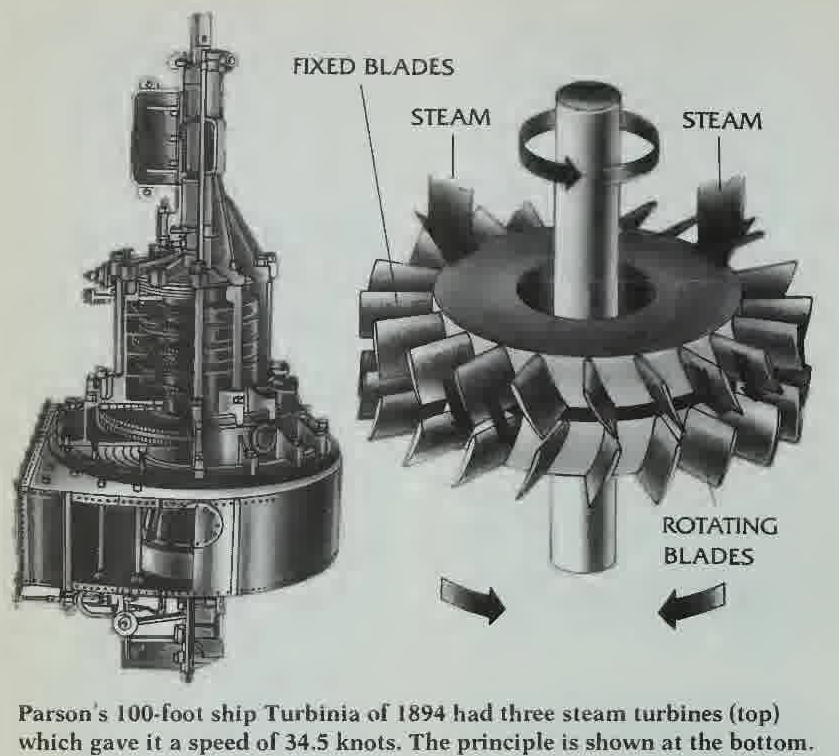 FIXED BLADES
STEAM
STEAM
ROTATING
BLADES
Parson's 100-foot ship Turbinia of 1894 had three steam turbines (top)
which gave it a speed of 34.5 knots. The principle is shown at the bottom.